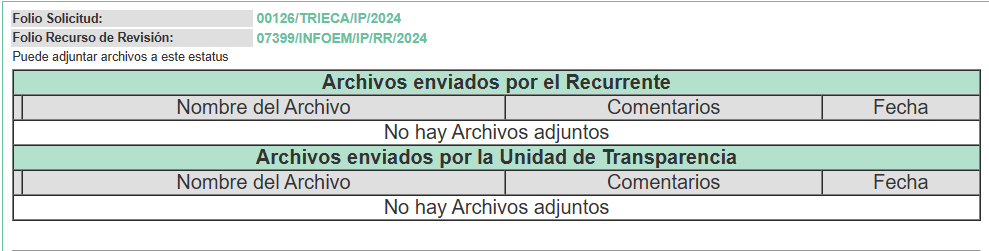 Folio Solicitud: 00126/TRIECA/IP/2024
Folio Recurso de Revisión: 07399/INFOEM/IP/RR/2024
Puede adjuntar archivos a este estatus
Archivos enviados por el Recurrente
Nombre del Archivo Comentarios Fecha
No hay Archivos adjuntos
Archivos enviados por la Unidad de Transparencia
Nombre del Archivo Comentarios Fecha
No hay Archivos adjuntos